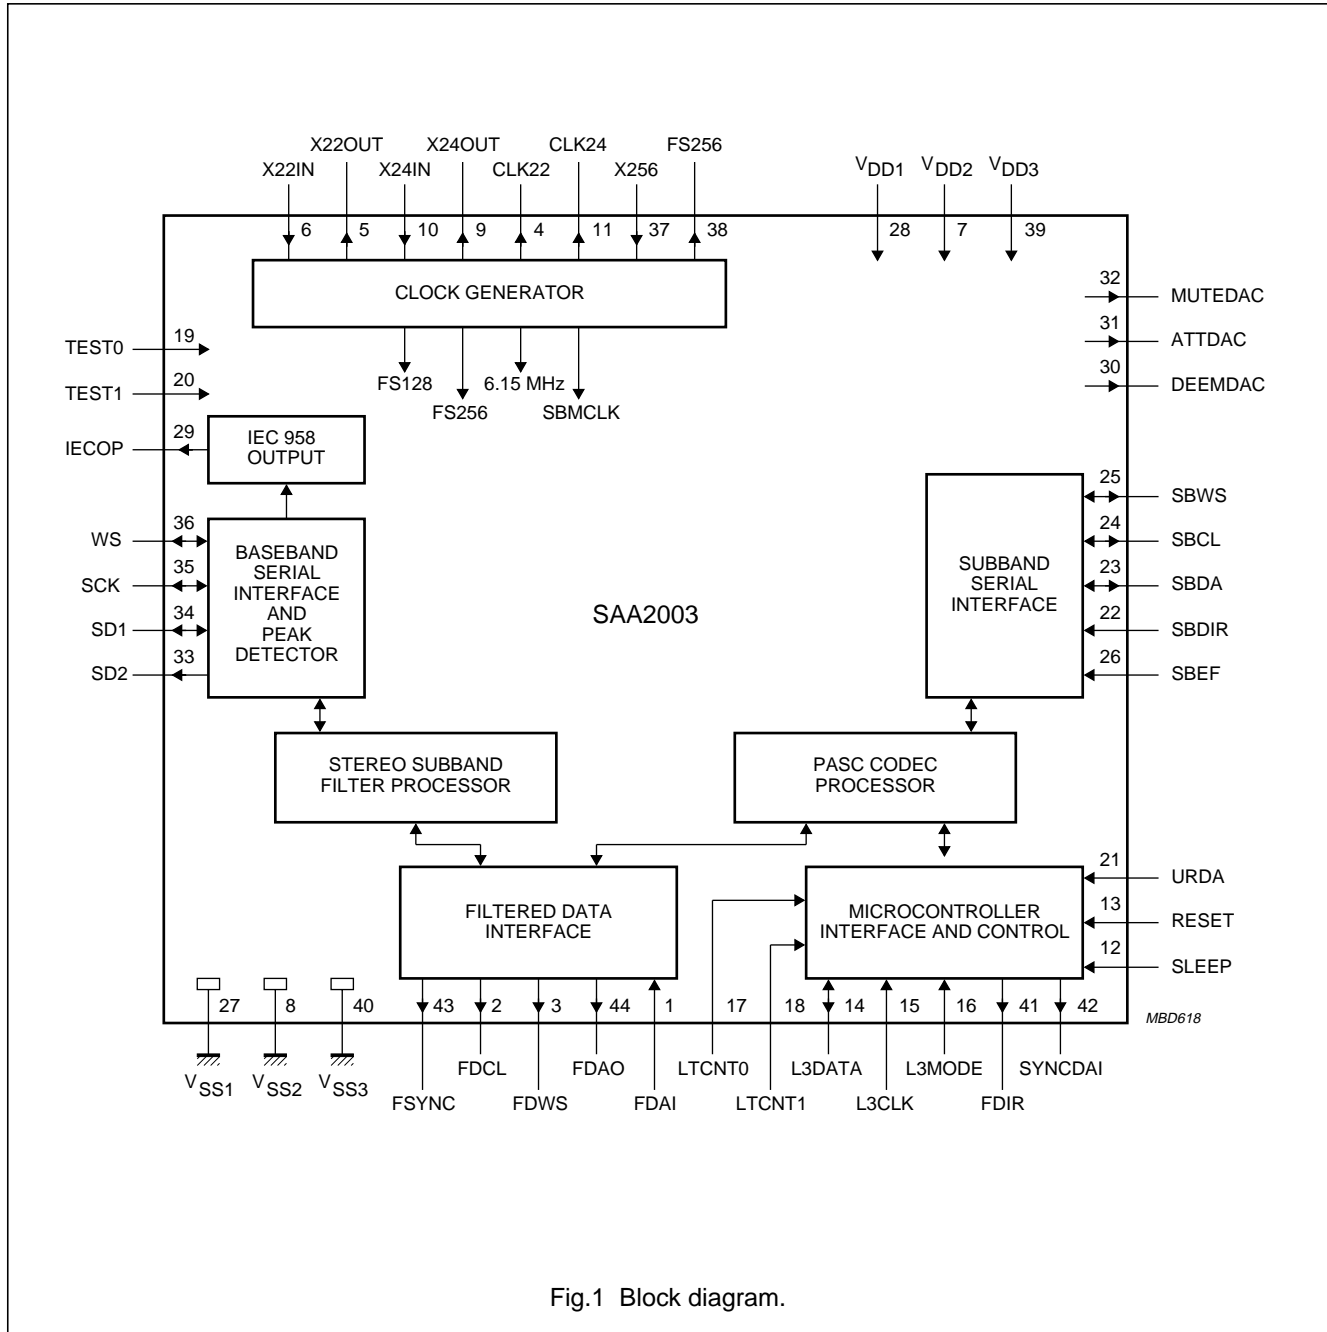 X22OUT X24OUT CLK24 FS256
X22IN X24IN CLK22 X256
VDD1 VDD2 VDD3
6 5 10 9 4 11 37 38 28 7 39
CLOCK GENERATOR
32 MUTEDAC
31 ATTDAC
30 DEEMDAC
TEST0 19
TEST1 20
FS128 6.15 MHz
FS256 SBMCLK
IECOP 29
IEC 958
OUTPUT
WS 36
SCK 35
SD1 34
SD2 33
BASEBAND
SERIAL
INTERFACE
AND
PEAK
DETECTOR
SAA2003
SUBBAND
SERIAL
INTERFACE
25 SBWS
24 SBCL
23 SBDA
22 SBDIR
26 SBEF
STEREO SUBBAND
FILTER PROCESSOR
PASC CODEC
PROCESSOR
FILTERED DATA
INTERFACE
MICROCONTROLLER
INTERFACE AND CONTROL
21 URDA
13 RESET
12 SLEEP
27 8 40 43 2 3 44 1 17 18 14 15 16 41 42
MBD618
VSS1 VSS2 VSS3
FDCL FDAO LTCNT0 L3DATA L3MODE SYNCDAI
FSYNC FDWS FDAI LTCNT1 L3CLK FDIR
Fig.1 Block diagram.